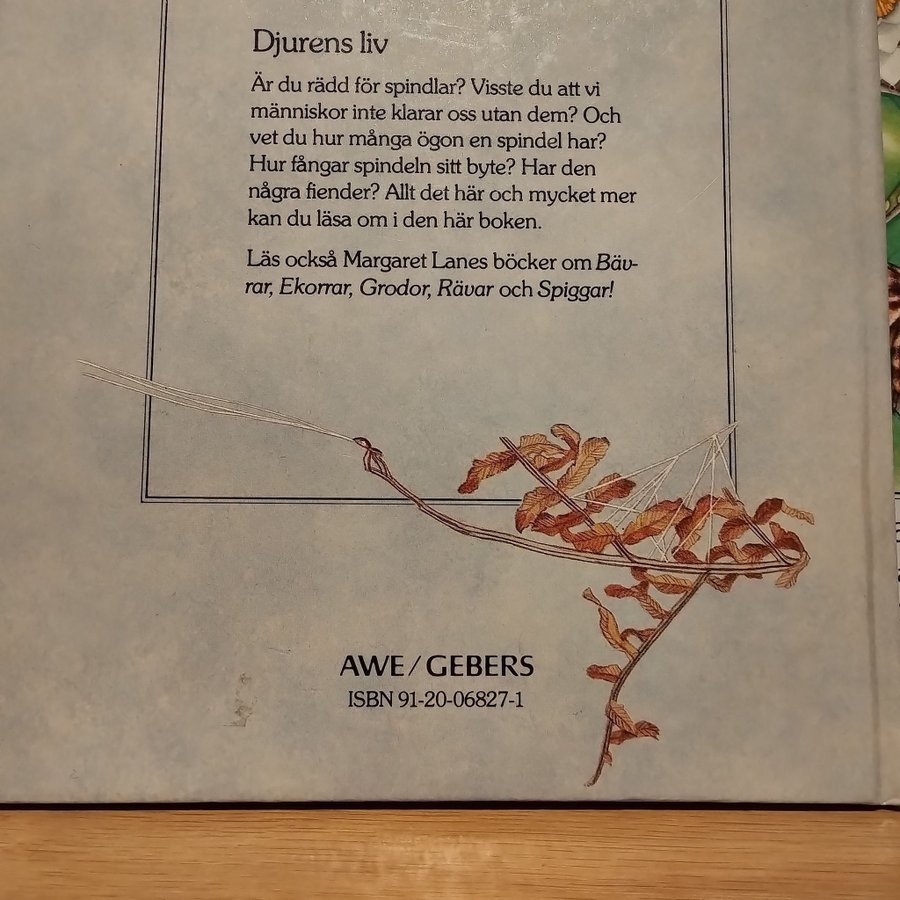 Djurens liv
Är du rädd för spindlar? Visste du att vi
människor inte klarar oss utan dem? Och
vet du hur många ögon en spindel har?
Hur fångar spindeln sitt byte? Har den
några fiender? Allt det här och mycket mer
kan du läsa om i den här boken.
Läs också Margaret Lanes böcker om Bäv-
rar, Ekorrar, Grodor, Rävar och Spiggar!
AWE/GEBERS
ISBN 91-20-06827-1